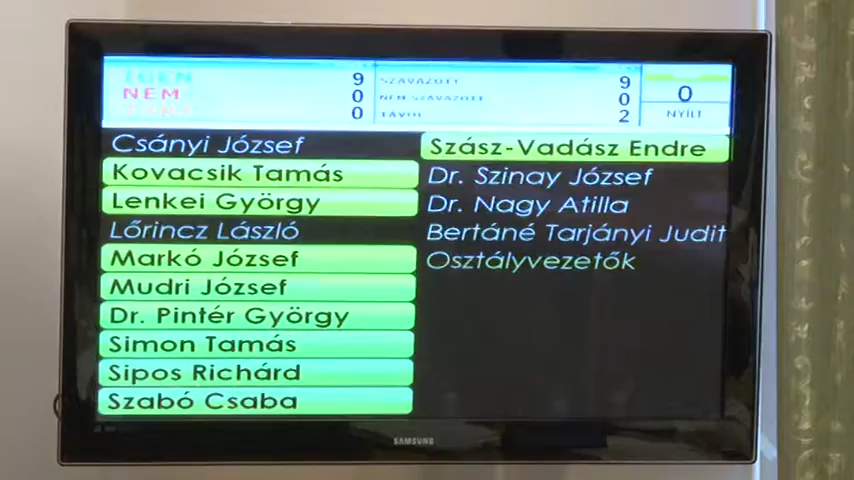 IGEN 9
NEM 0
TART 0
SZAVAZOTT 9
NEM SZAVAZOTT 0
TÁVOL 2
0
NYÍLT
Csányi József
Kovacsik Tamás
Lenkei György
Lőrincz László
Markó József
Mudri József
Dr. Pintér György
Simon Tamás
Sipos Richárd
Szabó Csaba
Szász-Vadász Endre
Dr. Szinay József
Dr. Nagy Atilla
Bertáné Tarjányi Judit
Osztályvezetők
SAMSUNG